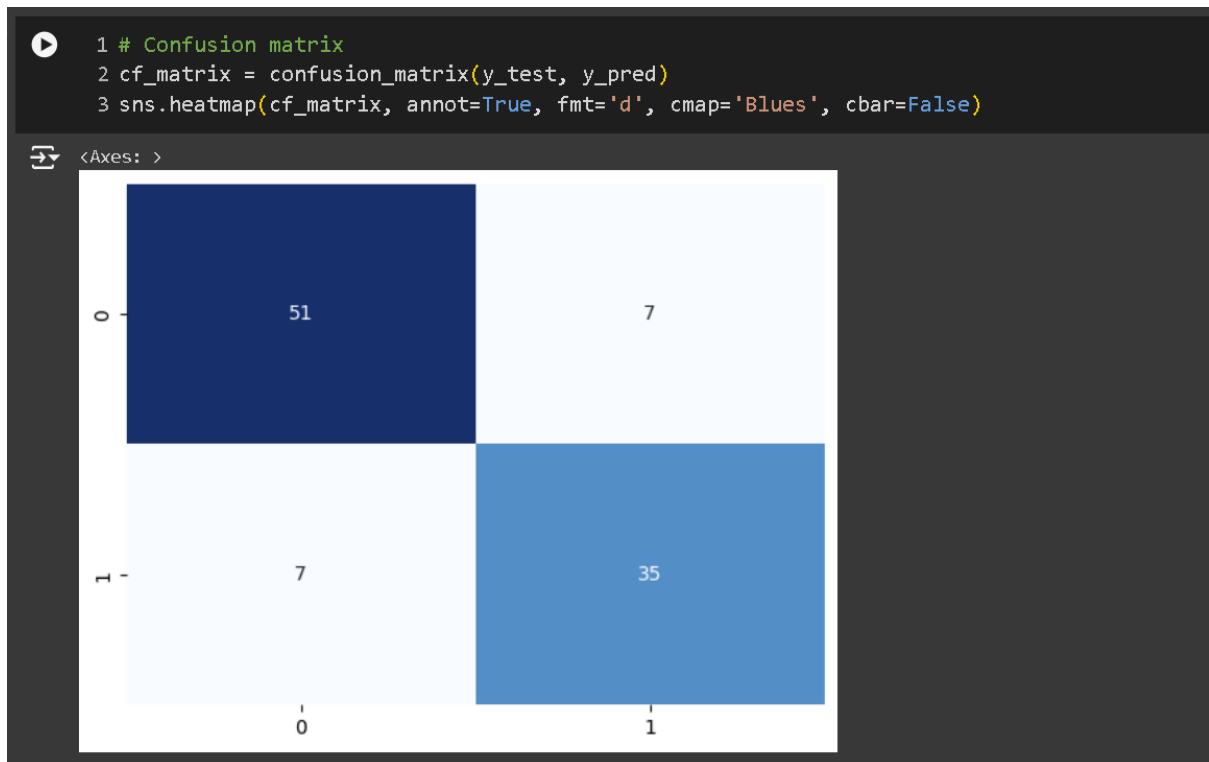 1 # Confusion matrix
2 cf_matrix = confusion_matrix(y_test, y_pred)
3 sns.heatmap(cf_matrix, annot=True, fmt='d', cmap='Blues', cbar=False)
<Axes: >
0 51 7
1 7 35
0 1